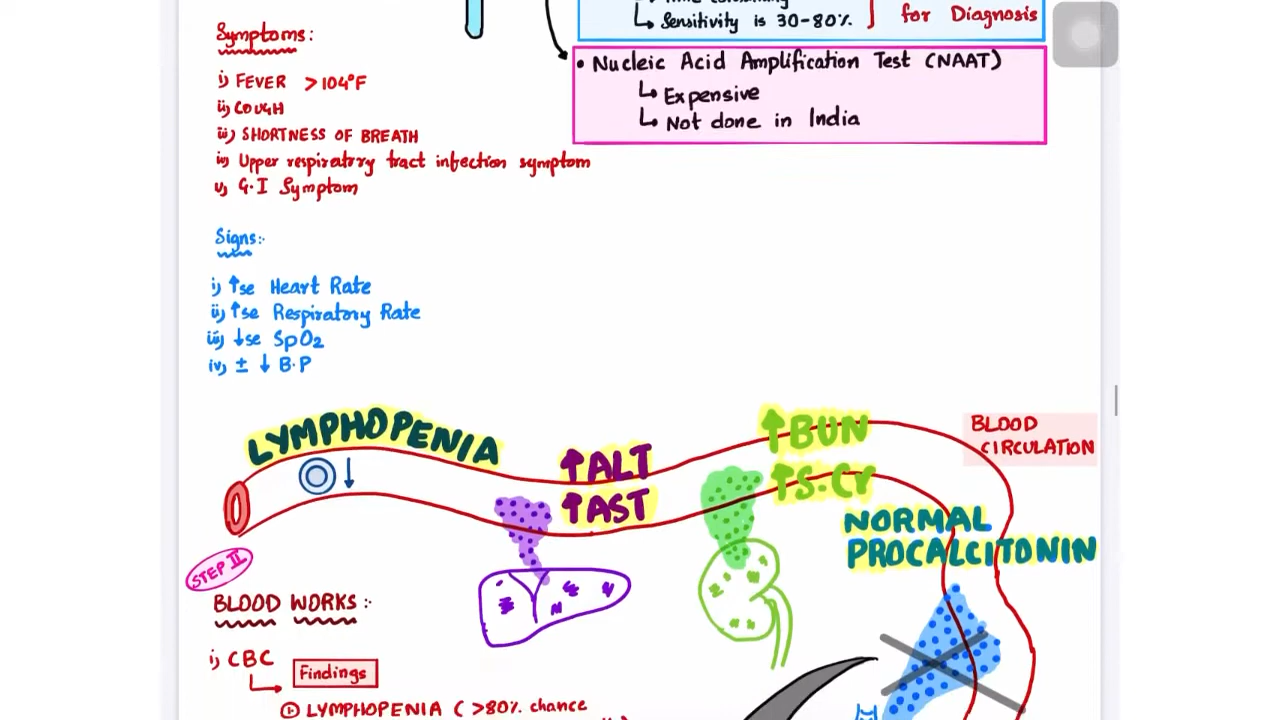 Symptoms:
i) FEVER >104°F
ii) COUGH
iii) SHORTNESS OF BREATH
iv) Upper respiratory tract infection symptom
v) G.I Symptom
↳ Sensitivity is 30-80%.
for Diagnosis
• Nucleic Acid Amplification Test (NAAT)
↳ Expensive
↳ Not done in India
Signs:-
i) ↑se Heart Rate
ii) ↑se Respiratory Rate
iii) ↓se SpO2
iv) ± ↓ B.P
LYMPHOPENIA
↓
↑ALT
↑AST
↑BUN
↑S.Cr
BLOOD
CIRCULATION
NORMAL
PROCALCITONIN
STEP II
BLOOD WORKS:-
i) CBC
Findings
① LYMPHOPENIA ( >80% chance